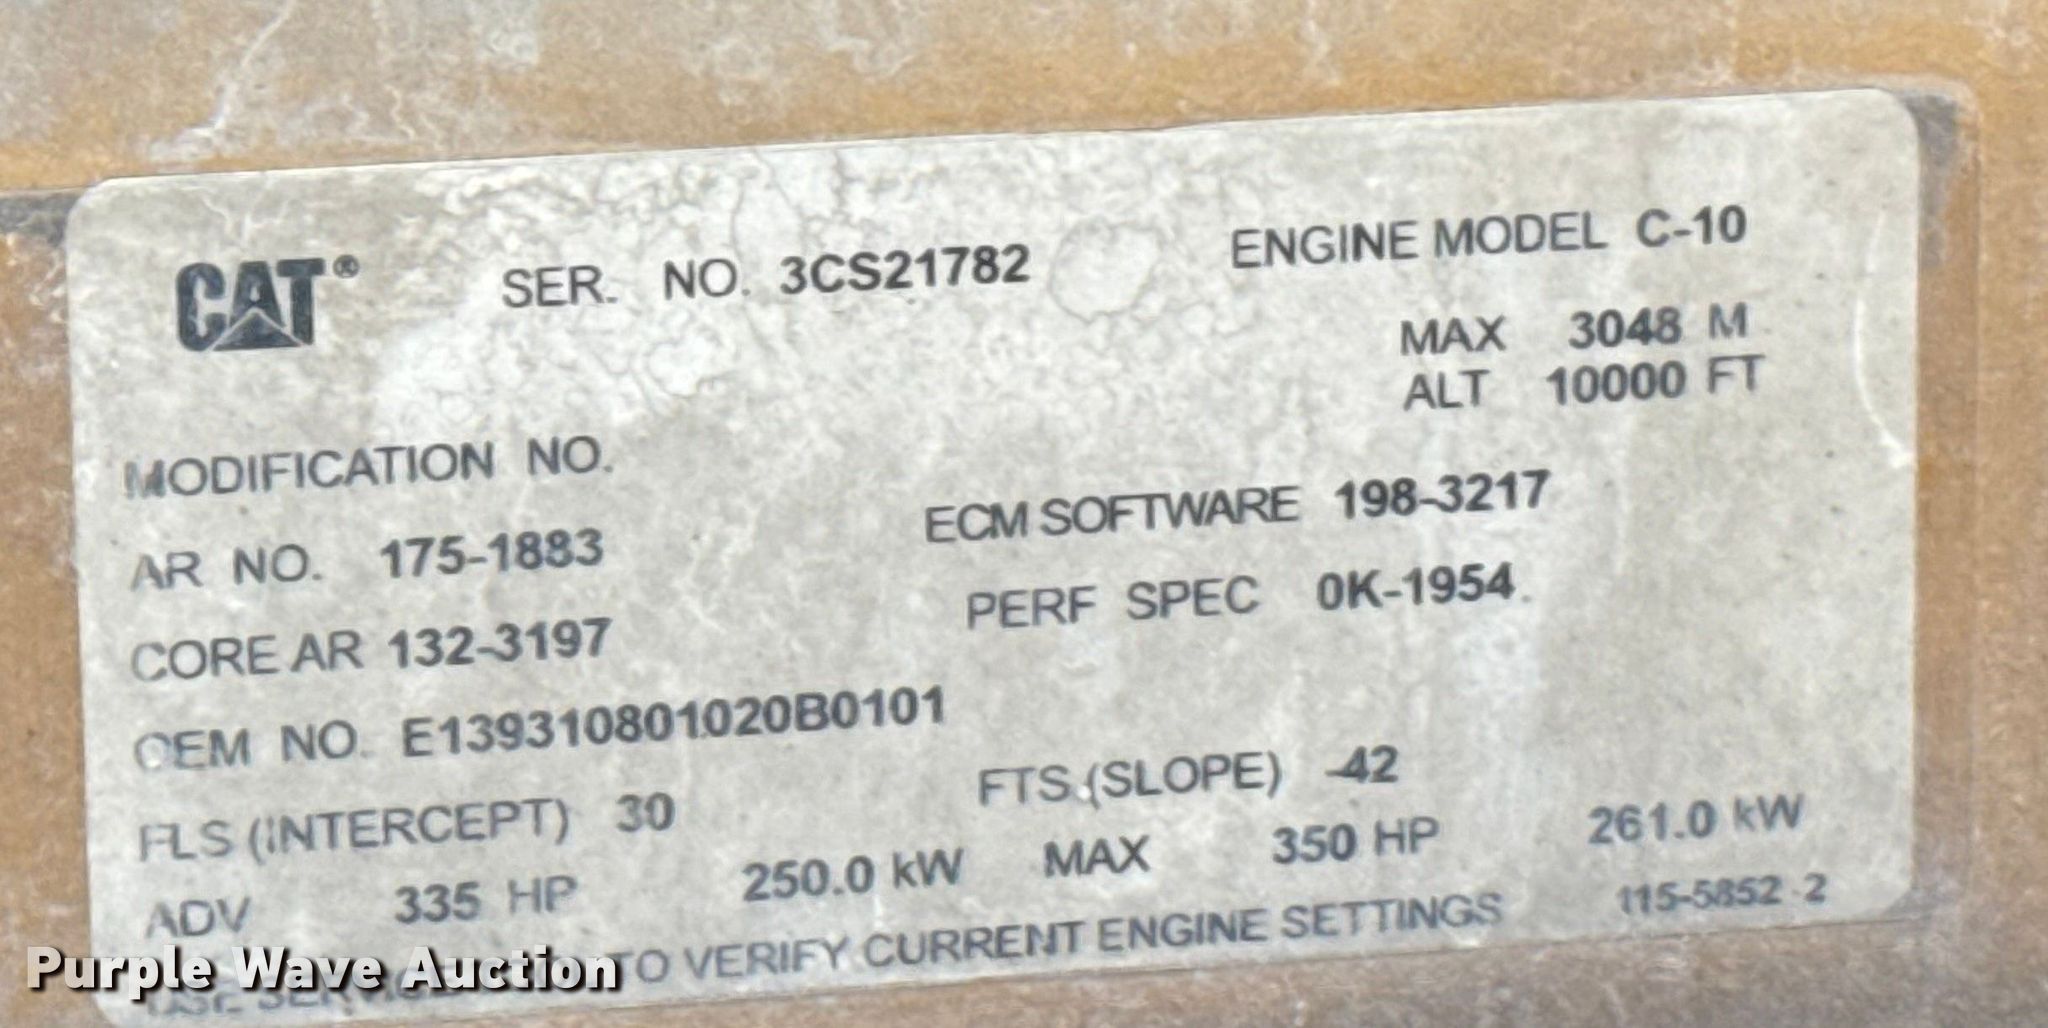 CAT® SER. NO. 3CS21782 ENGINE MODEL C-10
MAX 3048 M
ALT 10000 FT
MODIFICATION NO.
AR NO. 175-1883 ECM SOFTWARE 198-3217
CORE AR 132-3197 PERF SPEC 0K-1954
OEM NO. E139310801020B0101
FLS (INTERCEPT) 30 FTS (SLOPE) -42
ADV 335 HP 250.0 kW MAX 350 HP 261.0 kW
USE SERVICE TO VERIFY CURRENT ENGINE SETTINGS 115-5852 2
Purple Wave Auction